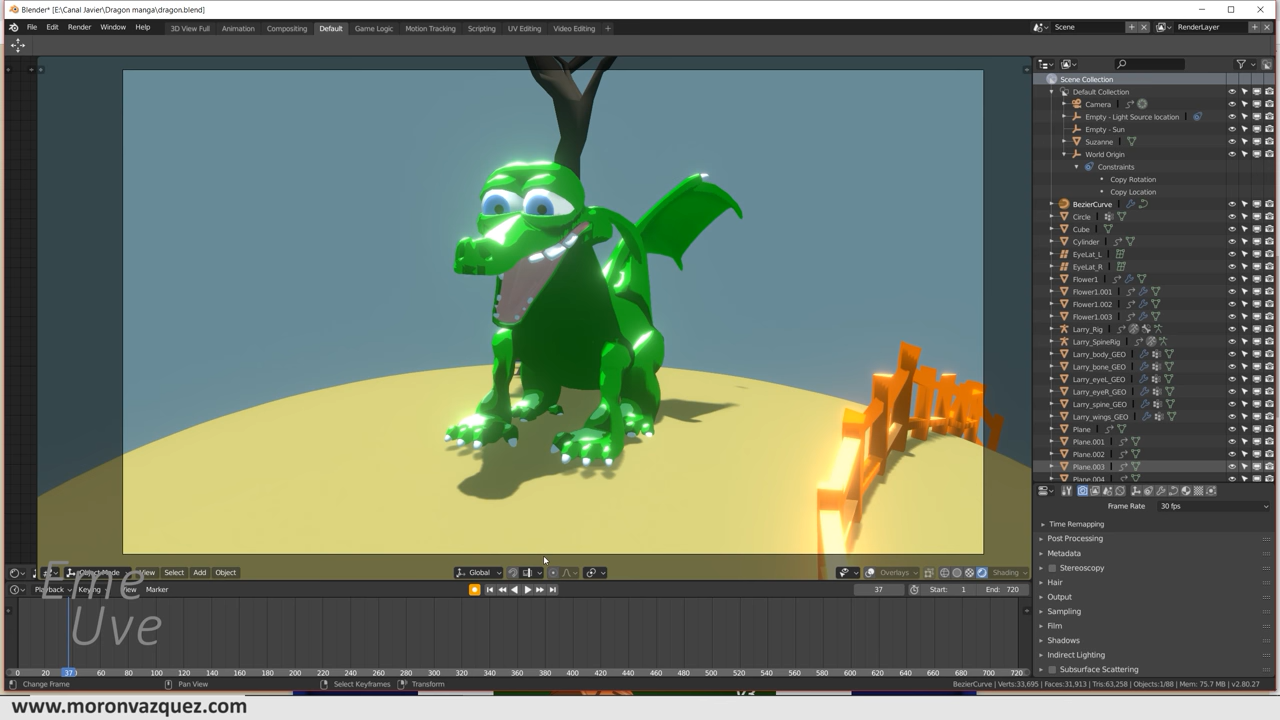 Blender* [E:\Canal Javier\Dragon manga\dragon.blend]
File Edit Render Window Help 3D View Full Animation Compositing Default Game Logic Motion Tracking Scripting UV Editing Video Editing + Scene RenderLayer
Scene Collection
Default Collection
Camera
Empty - Light Source location
Empty - Sun
Suzanne
World Origin
Constraints
Copy Rotation
Copy Location
BezierCurve
Circle
Cube
Cylinder
EyeLat_L
EyeLat_R
Flower1
Flower1.001
Flower1.002
Flower1.003
Larry_Rig
Larry_SpineRig
Larry_body_GEO
Larry_bone_GEO
Larry_eyeL_GEO
Larry_eyeR_GEO
Larry_spine_GEO
Larry_wings_GEO
Plane
Plane.001
Plane.002
Plane.003
Plane.004
Frame Rate 30 fps
Time Remapping
Post Processing
Metadata
Stereoscopy
Hair
Output
Sampling
Film
Shadows
Indirect Lighting
Subsurface Scattering
Object Mode View Select Add Object Global Overlays Shading
Playback Keying View Marker 37 Start: 1 End: 720
Eme
Uve
0 20 37 60 80 100 120 140 160 180 200 220 240 260 280 300 320 340 360 380 400 420 440 460 480 500 520 540 560 580 600 620 640 660 680 700 720
Change Frame Pan View Select Keyframes Transform BezierCurve | Verts:33,695 | Faces:31,913 | Tris:63,258 | Objects:1/88 | Mem: 75.7 MB | v2.80.27
www.moronvazquez.com